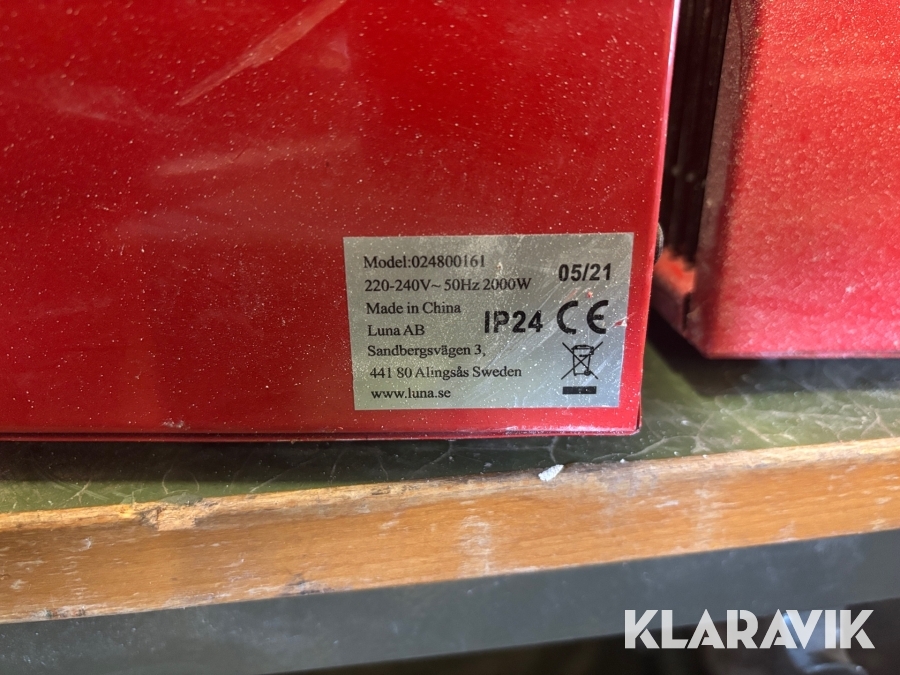 Model:024800161
05/21
220-240V~ 50Hz 2000W
Made in China
IP24 CE
Luna AB
Sandbergsvägen 3,
441 80 Alingsås Sweden
www.luna.se
KLARAVIK